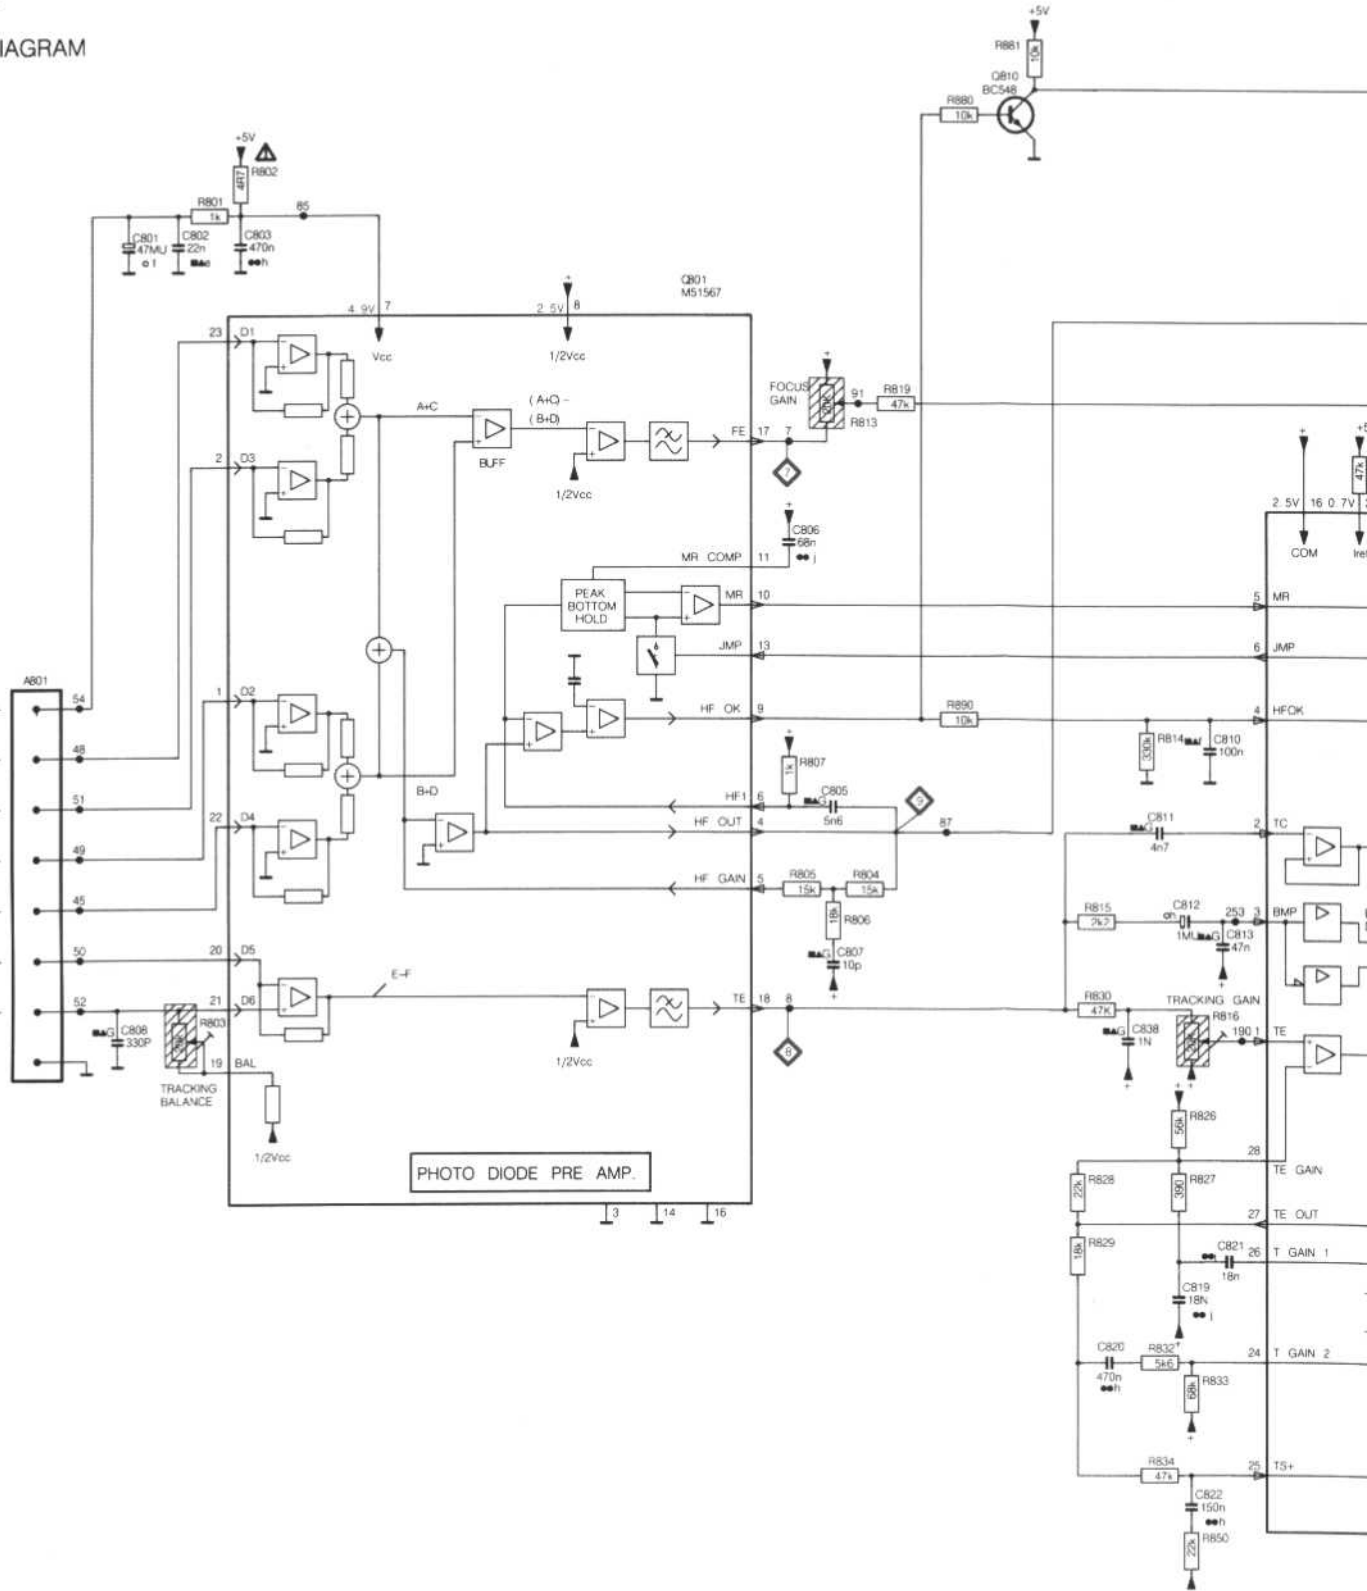 IAGRAM
+5V
R881
10k
Q810
BC548
R880
10k
+5V
R802
4R7
R801
1k
85
C801
47MU
C802
22n
C803
470n
Q801
M51567
4.9V 7
2.5V 8
Vcc
1/2Vcc
23 D1
2 D3
A+C
(A+C)-
(B+D)
BUFF
1/2Vcc
FE 17 7
7
FOCUS
GAIN
R813
91
R819
47k
C806
68n
MR COMP 11
PEAK
BOTTOM
HOLD
MR 10
JMP 13
HF OK 9
R890
10k
+5
47k
2.5V 16 0.7V
COM
5 MR
6 JMP
4 HFOK
R814
330k
C810
100n
A801
54
48
51
49
45
50
52
1 D2
22 D4
B+D
R807
1k
C805
5n6
9
HF1 6
HF OUT 4
87
HF GAIN 5
R805
15k
R804
15k
R806
18k
C807
10p
C811
4n7
2 TC
R815
2k2
C812
1MU
253 3 BMP
C813
47n
20 D5
21 D6
E-F
TE 18 8
8
1/2Vcc
C808
330P
R803
19 BAL
TRACKING
BALANCE
1/2Vcc
R830
47K
TRACKING GAIN
R816
C838
1N
190 1 TE
PHOTO DIODE PRE AMP.
3
14
16
R826
56k
28
TE GAIN
R828
22k
R827
390
27 TE OUT
R829
18k
C821
18n
26 T GAIN 1
C819
18N
C820
470n
R832
5k6
24 T GAIN 2
R833
68k
R834
47k
25 TS+
C822
150n
R850
22k